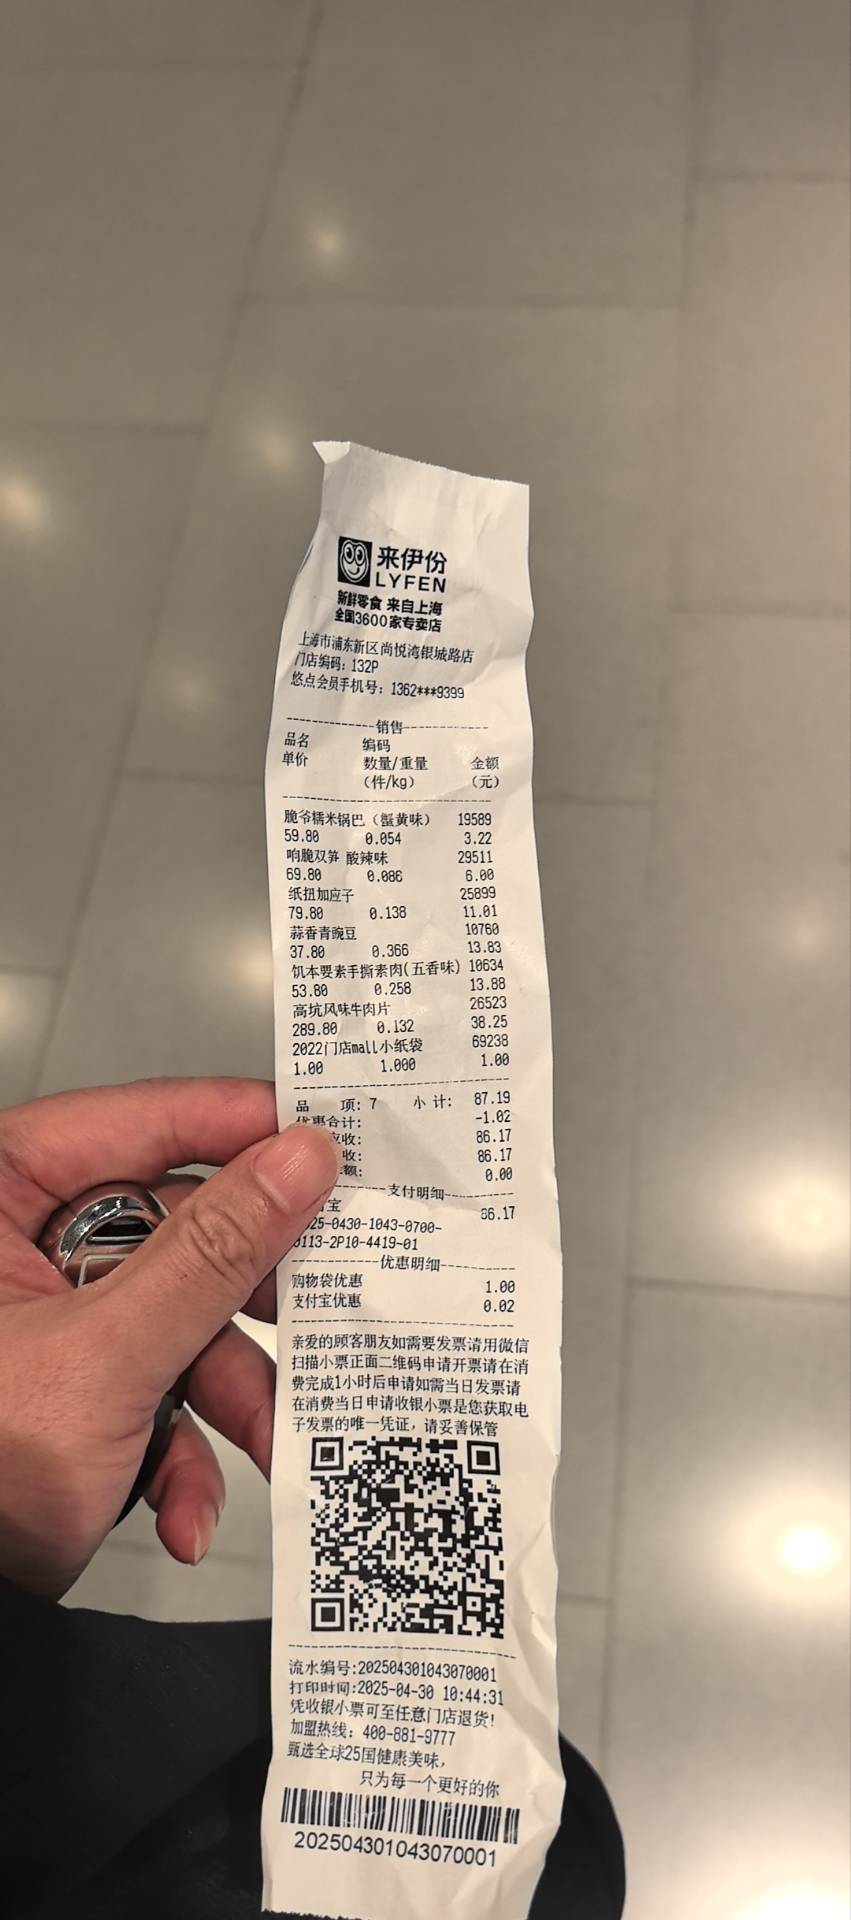 来伊份
LYFEN
新鲜零食 来自上海
全国3600家专卖店
上海市浦东新区尚悦湾银城路店
门店编码: 132P
悠点会员手机号: 1362***9399
销售
品名 编码
单价 数量/重量 金额
(件/kg) (元)
脆爷糯米锅巴（蟹黄味） 19589
59.80 0.054 3.22
响脆双笋 酸辣味 29511
69.80 0.086 6.00
纸扭加应子 25899
79.80 0.138 11.01
蒜香青豌豆 10760
37.80 0.366 13.83
饥本要素手撕素肉(五香味) 10634
53.80 0.258 13.88
高坑风味牛肉片 26523
289.80 0.132 38.25
2022门店mall小纸袋 69238
1.00 1.000 1.00
品 项: 7 小 计: 87.19
优惠合计: -1.02
应收: 86.17
收: 86.17
额: 0.00
支付明细
宝 86.17
25-0430-1043-0700-
113-2P10-4419-01
优惠明细
购物袋优惠 1.00
支付宝优惠 0.02
亲爱的顾客朋友如需要发票请用微信
扫描小票正面二维码申请开票请在消
费完成1小时后申请如需当日发票请
在消费当日申请收银小票是您获取电
子发票的唯一凭证，请妥善保管
流水编号:202504301043070001
打印时间:2025-04-30 10:44:31
凭收银小票可至任意门店退货!
加盟热线: 400-881-9777
甄选全球25国健康美味，
只为每一个更好的你
202504301043070001